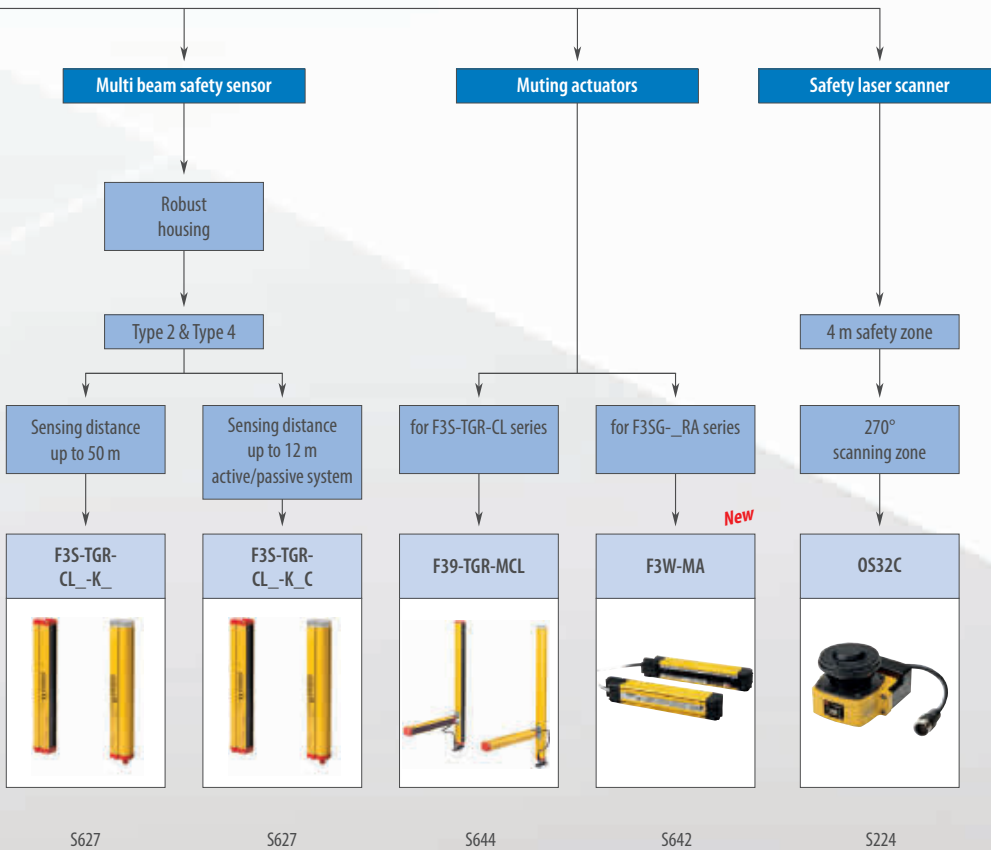 Multi beam safety sensor
Muting actuators
Safety laser scanner
Robust
housing
Type 2 & Type 4
4 m safety zone
Sensing distance
up to 50 m
Sensing distance
up to 12 m
active/passive system
for F3S-TGR-CL series
for F3SG-_RA series
270°
scanning zone
New
F3S-TGR-
CL_-K_
F3S-TGR-
CL_-K_C
F39-TGR-MCL
F3W-MA
OS32C
S627
S627
S644
S642
S224